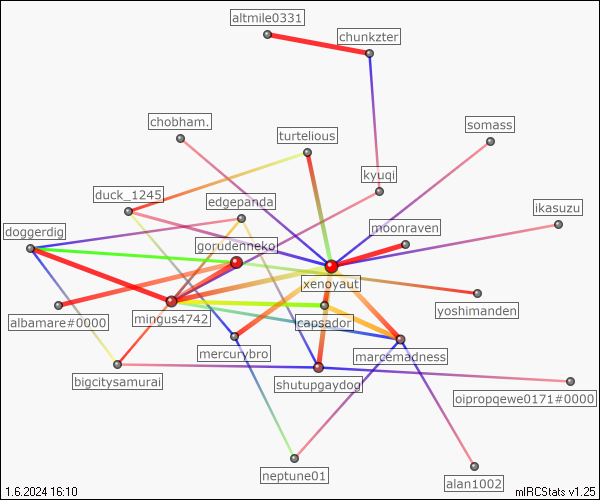 altmile0331
chunkzter
chobham.
turtelious
somass
kyuqi
duck_1245
edgepanda
ikasuzu
moonraven
doggerdig
gorudenneko
xenoyaut
yoshimanden
albamare#0000
mingus4742
capsador
mercurybro
marcemadness
bigcitysamurai
shutupgaydog
oipropqewe0171#0000
neptune01
alan1002
1.6.2024 16:10
mIRCStats v1.25